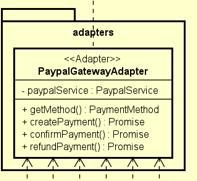 adapters
<<Adapter>>
PaypalGatewayAdapter
- paypalService : PaypalService
+ getMethod() : PaymentMethod
+ createPayment() : Promise
+ confirmPayment() : Promise
+ refundPayment() : Promise